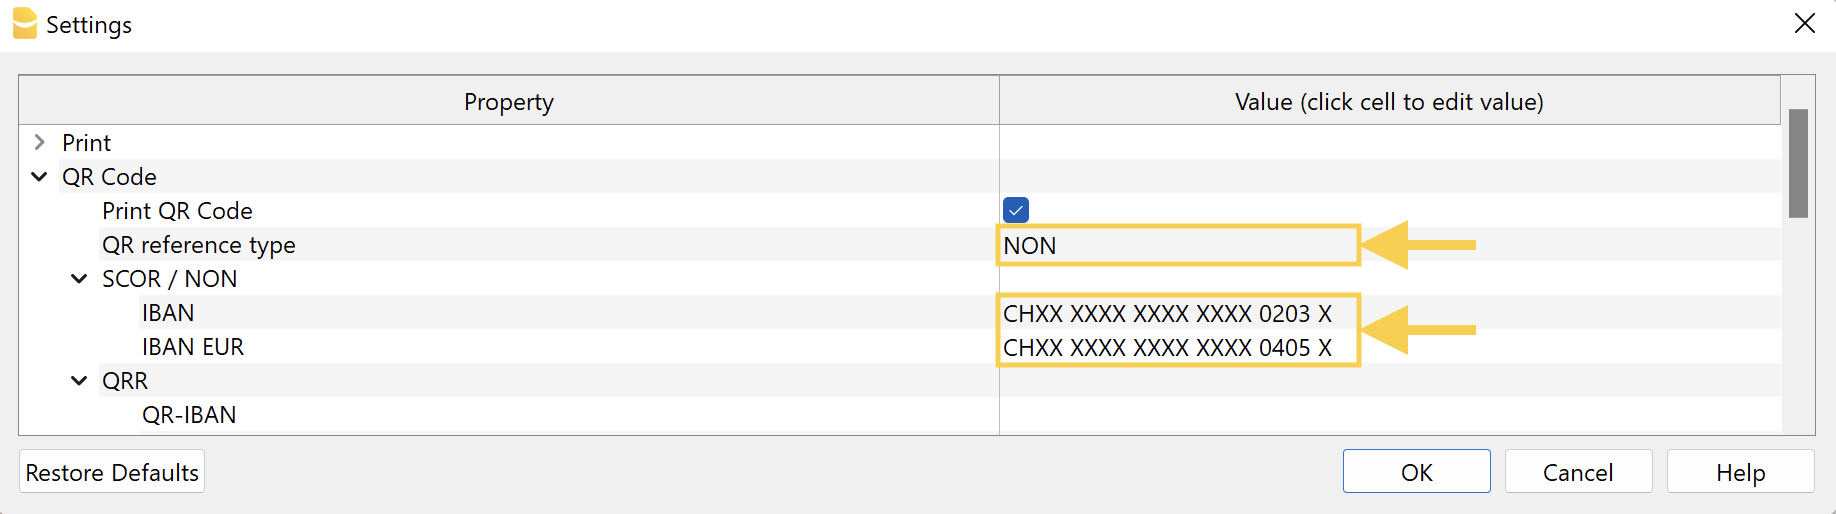 Settings
Property Value (click cell to edit value)
Print
QR Code
Print QR Code
QR reference type NON
SCOR / NON
IBAN CHXX XXXX XXXX XXXX 0203 X
IBAN EUR CHXX XXXX XXXX XXXX 0405 X
QRR
QR-IBAN
Restore Defaults OK Cancel Help